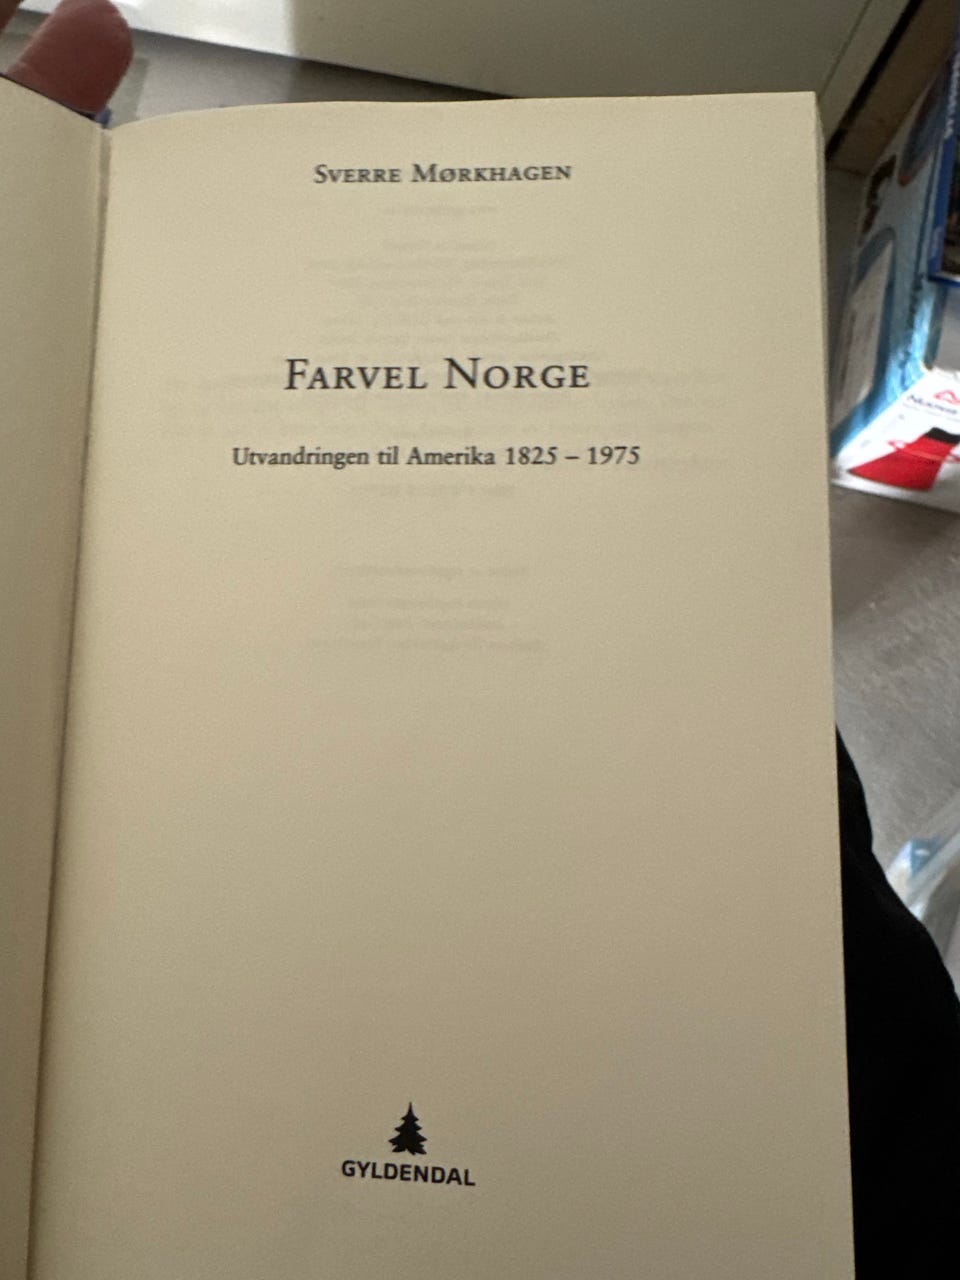 SVERRE MØRKHAGEN
FARVEL NORGE
Utvandringen til Amerika 1825 – 1975
GYLDENDAL